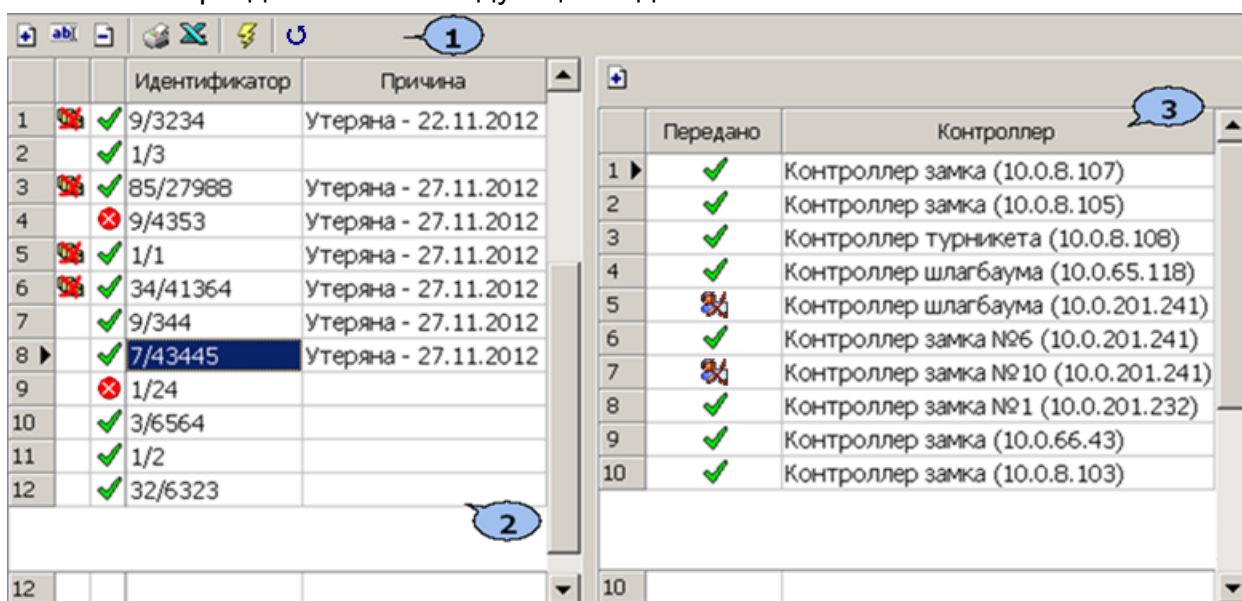 ab
1
Идентификатор Причина
1 9/3234 Утеряна - 22.11.2012
2 1/3
3 85/27988 Утеряна - 27.11.2012
4 9/4353 Утеряна - 27.11.2012
5 1/1 Утеряна - 27.11.2012
6 34/41364 Утеряна - 27.11.2012
7 9/344 Утеряна - 27.11.2012
8 7/43445 Утеряна - 27.11.2012
9 1/24
10 3/6564
11 1/2
12 32/6323
2
12
3
Передано Контроллер
1 Контроллер замка (10.0.8.107)
2 Контроллер замка (10.0.8.105)
3 Контроллер турникета (10.0.8.108)
4 Контроллер шлагбаума (10.0.65.118)
5 Контроллер шлагбаума (10.0.201.241)
6 Контроллер замка №6 (10.0.201.241)
7 Контроллер замка №10 (10.0.201.241)
8 Контроллер замка №1 (10.0.201.232)
9 Контроллер замка (10.0.66.43)
10 Контроллер замка (10.0.8.103)
10